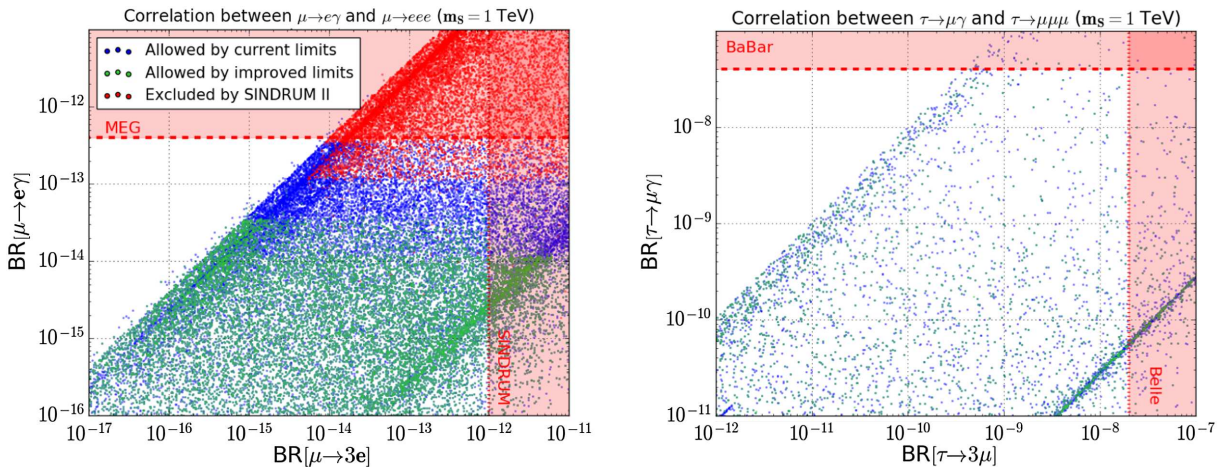 Correlation between μ→eγ and μ→eee (m_S = 1 TeV)
Allowed by current limits
Allowed by improved limits
Excluded by SINDRUM II
MEG
SINDRUM
10⁻¹²
10⁻¹³
10⁻¹⁴
10⁻¹⁵
10⁻¹⁶
BR[μ→eγ]
10⁻¹⁷ 10⁻¹⁶ 10⁻¹⁵ 10⁻¹⁴ 10⁻¹³ 10⁻¹² 10⁻¹¹
BR[μ→3e]
Correlation between τ→μγ and τ→μμμ (m_S = 1 TeV)
BaBar
Belle
10⁻⁸
10⁻⁹
10⁻¹⁰
10⁻¹¹
BR[τ→μγ]
10⁻¹² 10⁻¹¹ 10⁻¹⁰ 10⁻⁹ 10⁻⁸ 10⁻⁷
BR[τ→3μ]